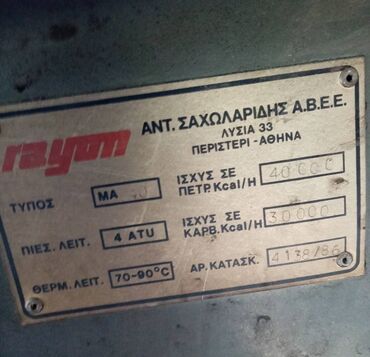 rayon
ΑΝΤ. ΣΑΧΩΛΑΡΙΔΗΣ Α.Β.Ε.Ε.
ΛΥΣΙΑ 33
ΠΕΡΙΣΤΕΡΙ - ΑΘΗΝΑ
ΤΥΠΟΣ MA
ΙΣΧΥΣ ΣΕ
ΠΕΤΡ. Kcal/H 40000
ΠΙΕΣ. ΛΕΙΤ. 4 ATU
ΙΣΧΥΣ ΣΕ
ΚΑΡΒ. Kcal/H 30000
ΘΕΡΜ. ΛΕΙΤ. 70-90°C
ΑΡ. ΚΑΤΑΣΚ. 4138/86